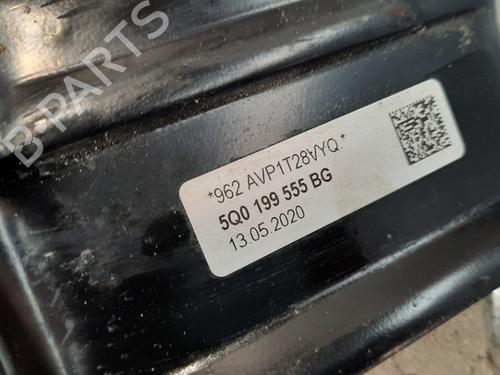 B-PARTS
*962 AVP1T28VYQ.*
5Q0 199 555 BG
13.05.2020